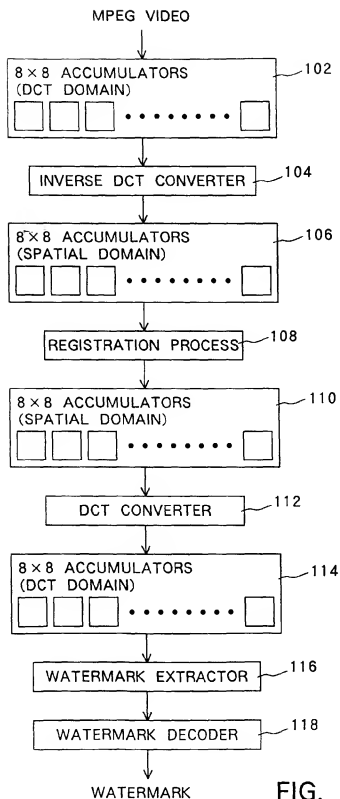 MPEG VIDEO
8×8 ACCUMULATORS
(DCT DOMAIN)
102
INVERSE DCT CONVERTER
104
8×8 ACCUMULATORS
(SPATIAL DOMAIN)
106
REGISTRATION PROCESS
108
8×8 ACCUMULATORS
(SPATIAL DOMAIN)
110
DCT CONVERTER
112
8×8 ACCUMULATORS
(DCT DOMAIN)
114
WATERMARK EXTRACTOR
116
WATERMARK DECODER
118
WATERMARK
FIG.